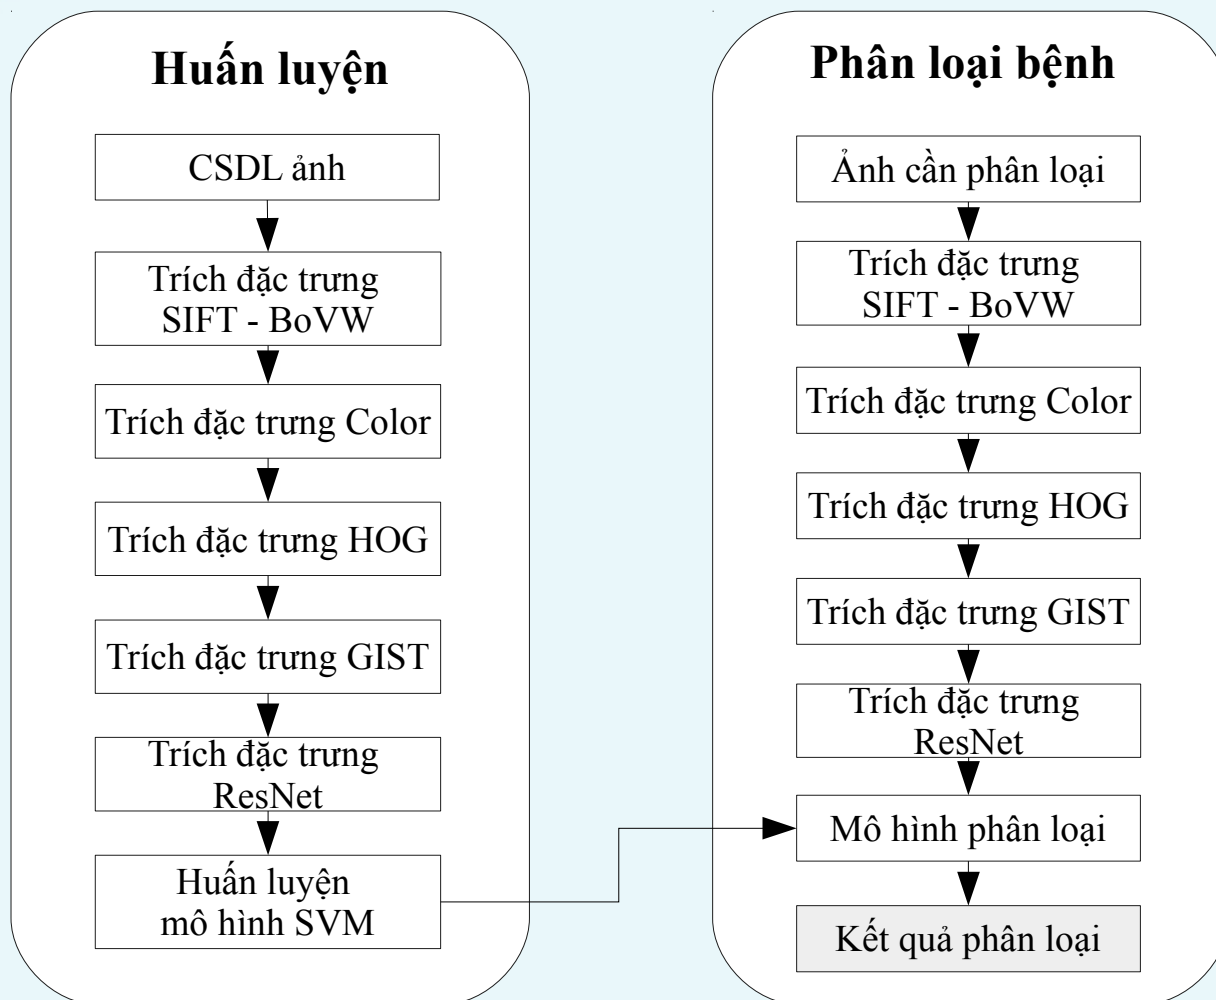 Huấn luyện
CSDL ảnh
Trích đặc trưng
SIFT - BoVW
Trích đặc trưng Color
Trích đặc trưng HOG
Trích đặc trưng GIST
Trích đặc trưng
ResNet
Huấn luyện
mô hình SVM
Phân loại bệnh
Ảnh cần phân loại
Trích đặc trưng
SIFT - BoVW
Trích đặc trưng Color
Trích đặc trưng HOG
Trích đặc trưng GIST
Trích đặc trưng
ResNet
Mô hình phân loại
Kết quả phân loại